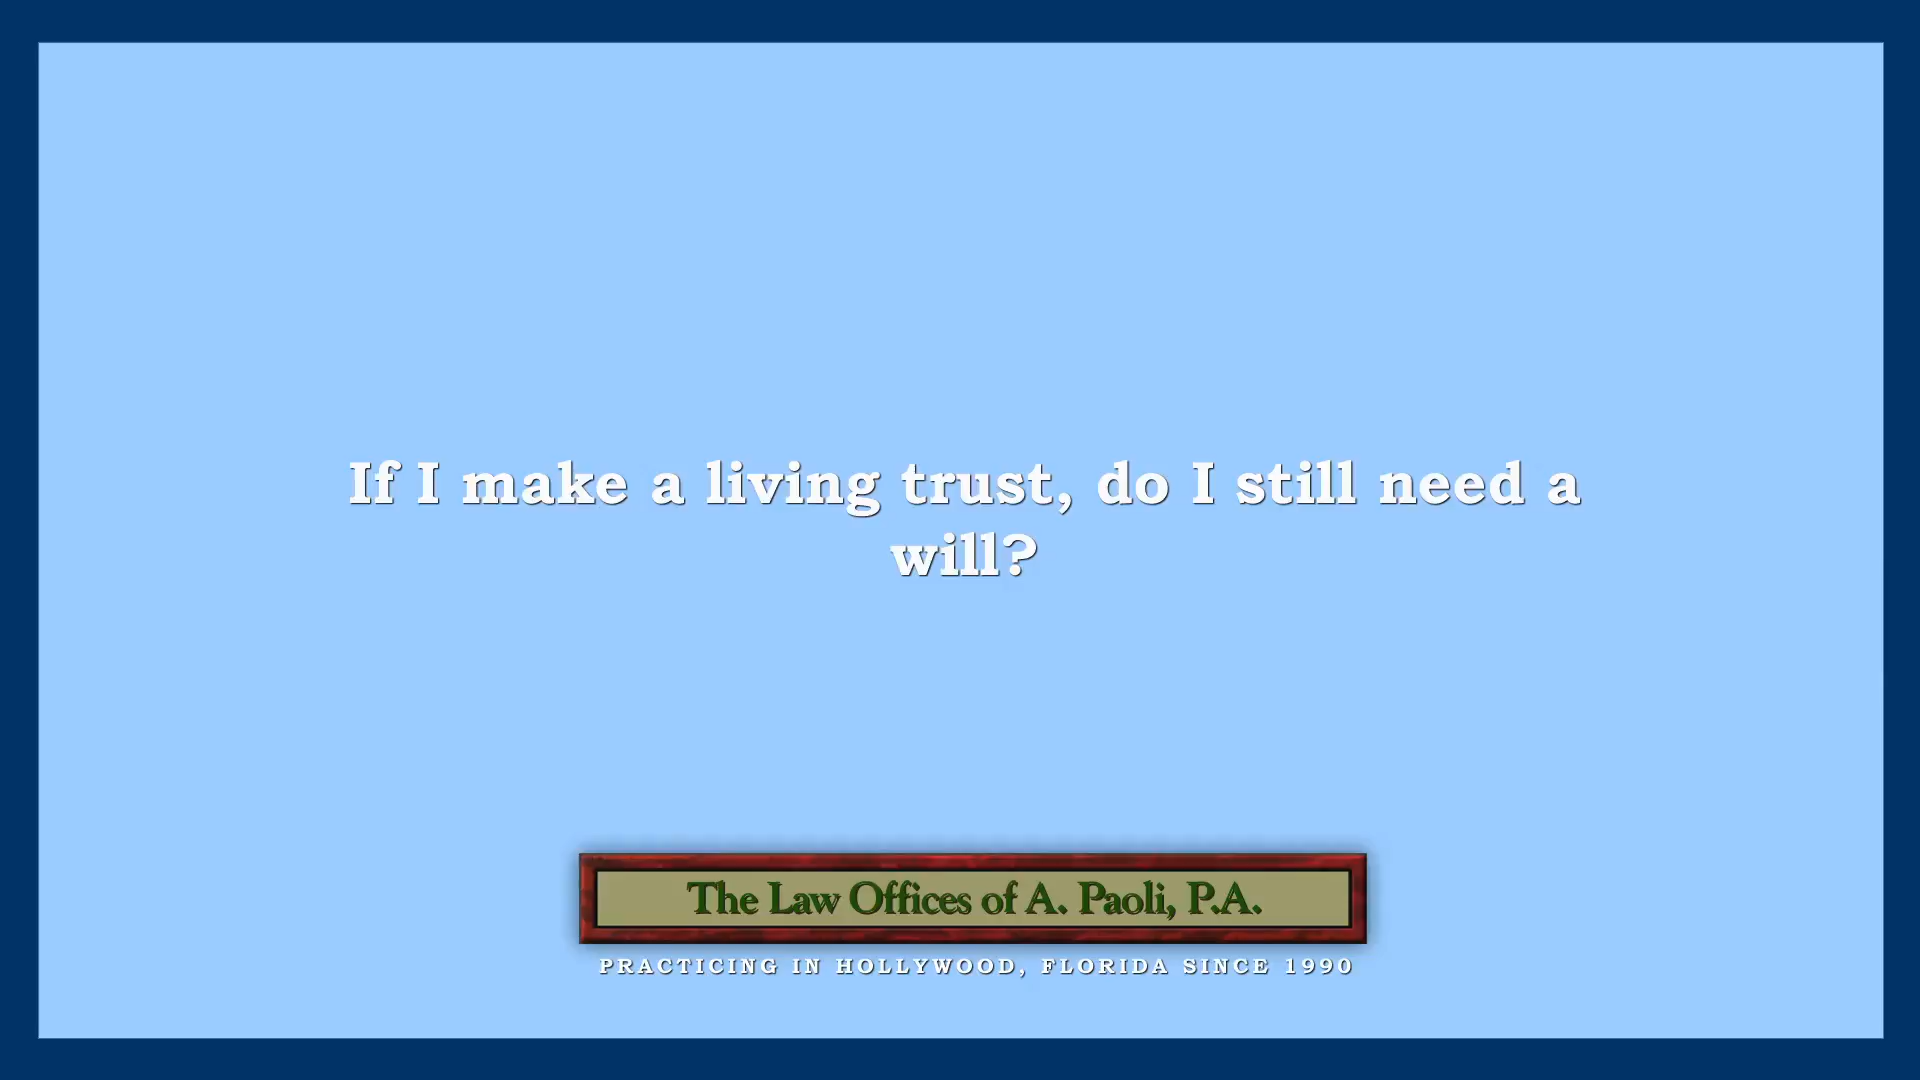 If I make a living trust, do I still need a
will?
The Law Offices of A. Paoli, P.A.
PRACTICING IN HOLLYWOOD, FLORIDA SINCE 1990